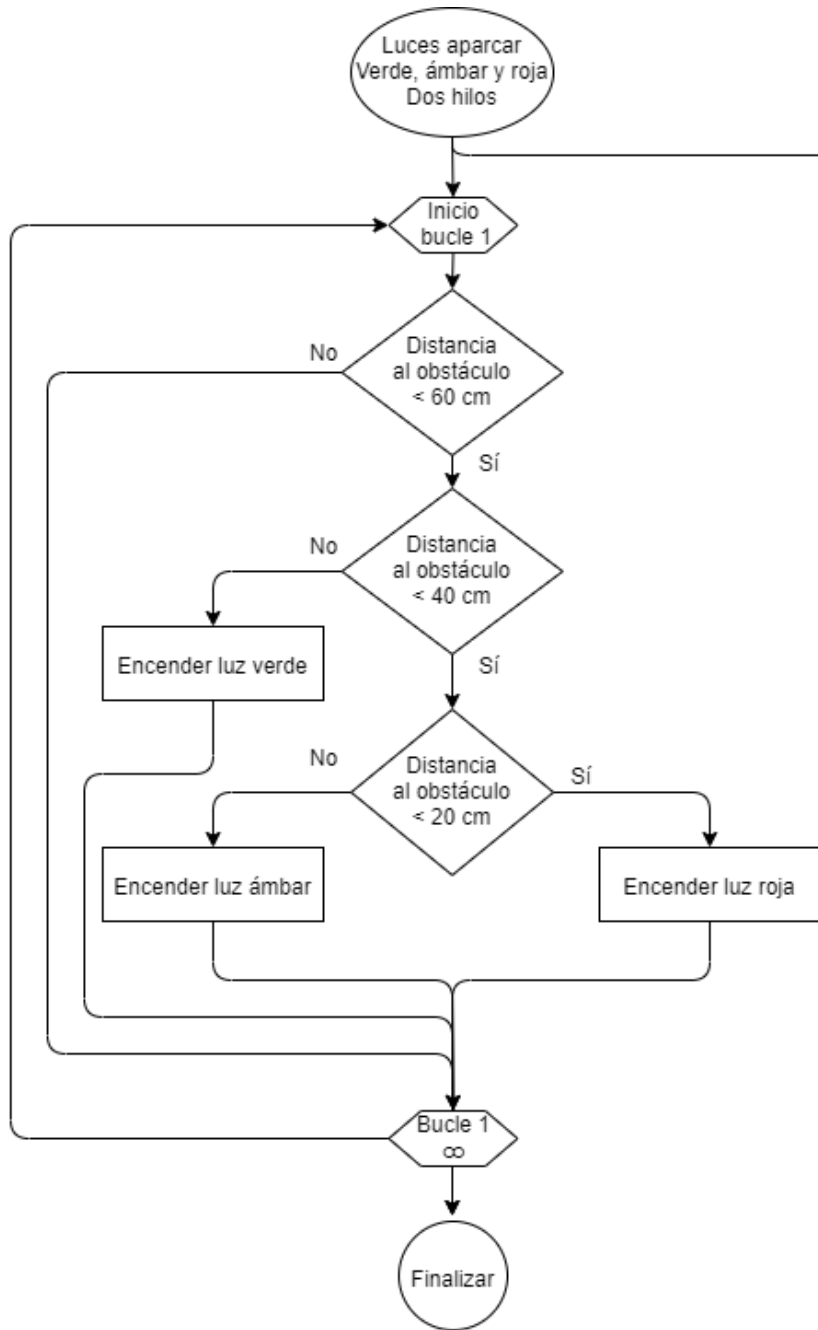 Luces aparcar
Verde, ámbar y roja
Dos hilos
Inicio
bucle 1
No
Distancia
al obstáculo
< 60 cm
Sí
No
Distancia
al obstáculo
< 40 cm
Encender luz verde
Sí
No
Distancia
al obstáculo
< 20 cm
Sí
Encender luz ámbar
Encender luz roja
Bucle 1
∞
Finalizar